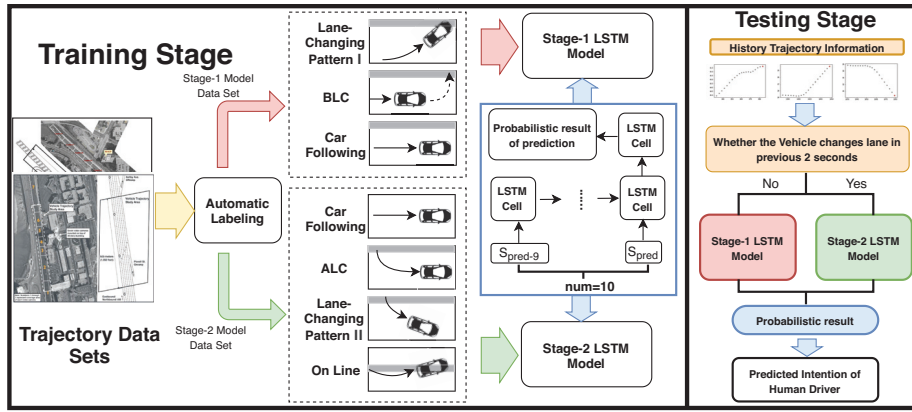 Training Stage
Stage-1 Model
Data Set
Trajectory Data
Sets
Automatic
Labeling
Stage-2 Model
Data Set
Lane-
Changing
Pattern I
BLC
Car
Following
Car
Following
ALC
Lane-
Changing
Pattern II
On Line
Stage-1 LSTM
Model
Probabilistic result
of prediction
LSTM
Cell
LSTM
Cell
LSTM
Cell
Spred-9
Spred
num=10
Stage-2 LSTM
Model
Testing Stage
History Trajectory Information
Whether the Vehicle changes lane in
previous 2 seconds
No
Yes
Stage-1 LSTM
Model
Stage-2 LSTM
Model
Probabilistic result
Predicted Intention of
Human Driver